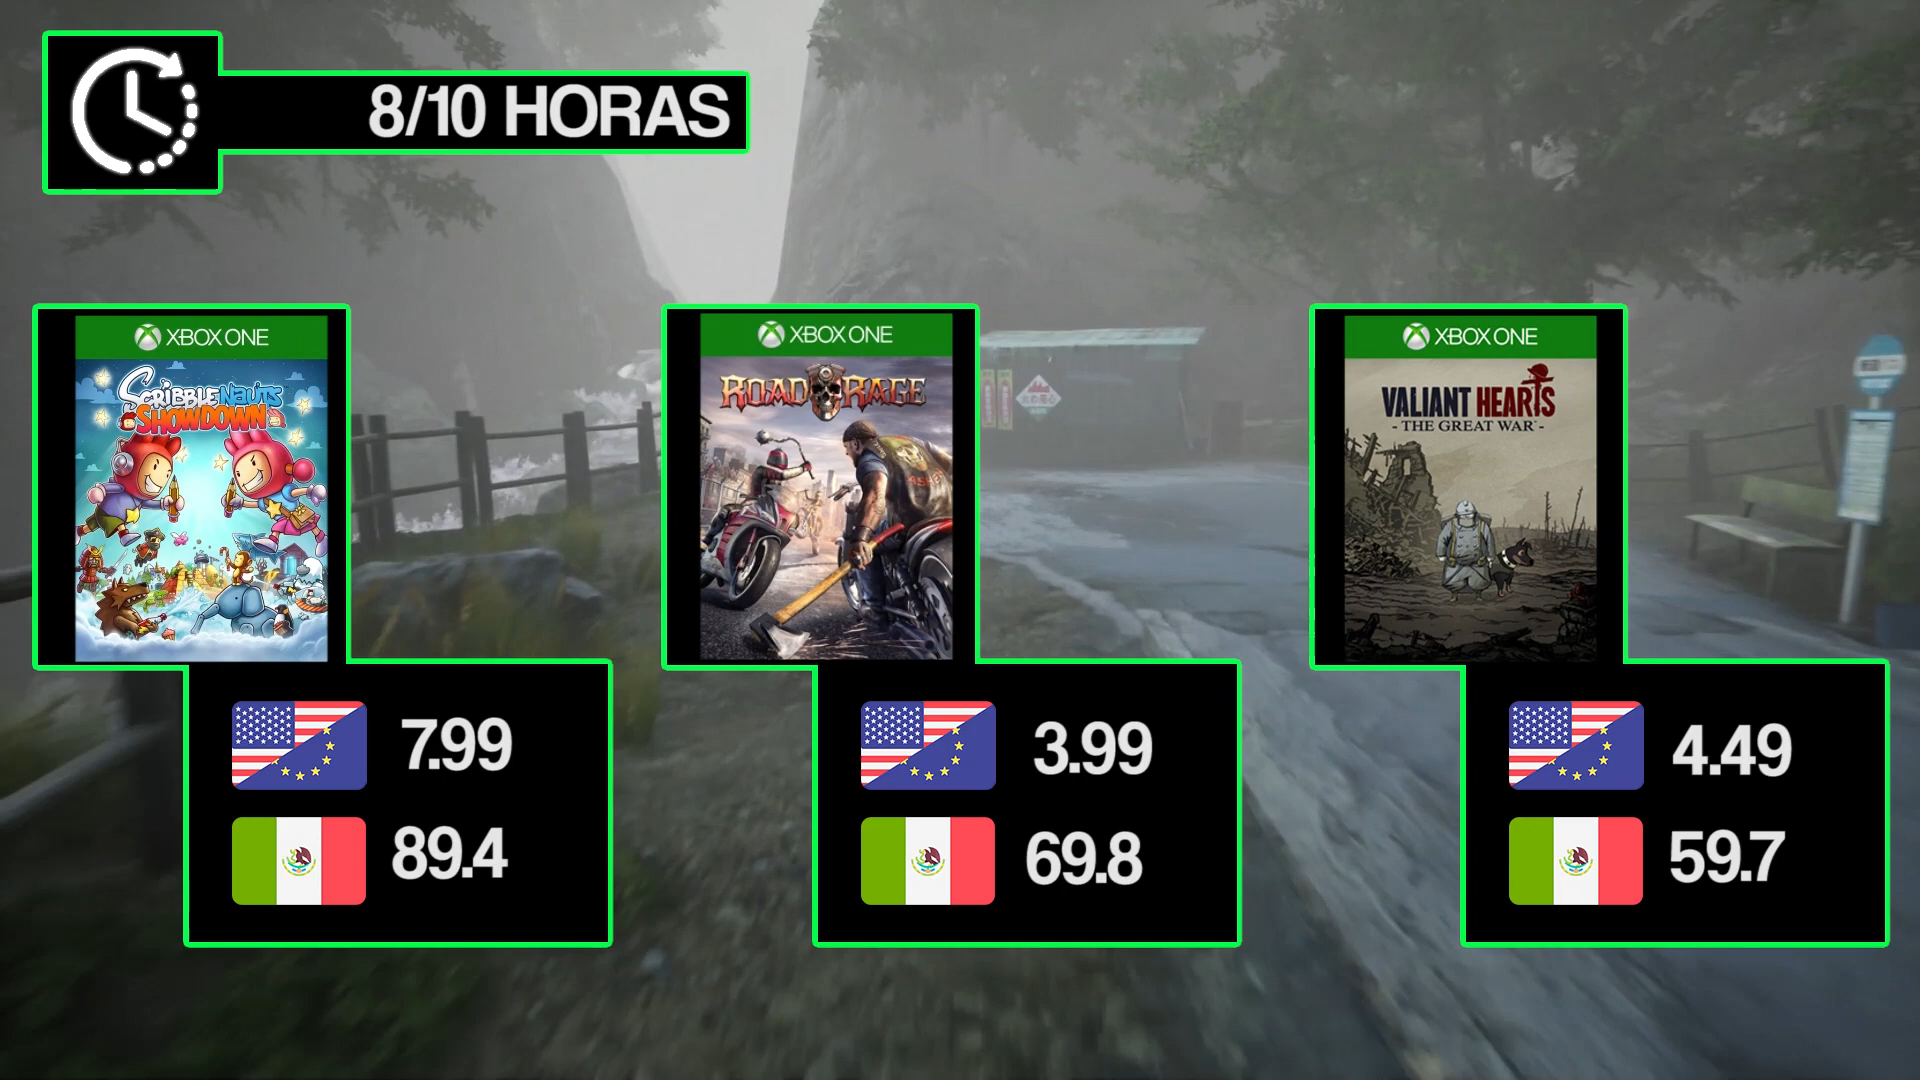 8/10 HORAS
XBOX ONE
SCRIBBLENAUTS
SHOWDOWN
7.99
89.4
XBOX ONE
ROAD RAGE
3.99
69.8
XBOX ONE
VALIANT HEARTS
- THE GREAT WAR -
4.49
59.7